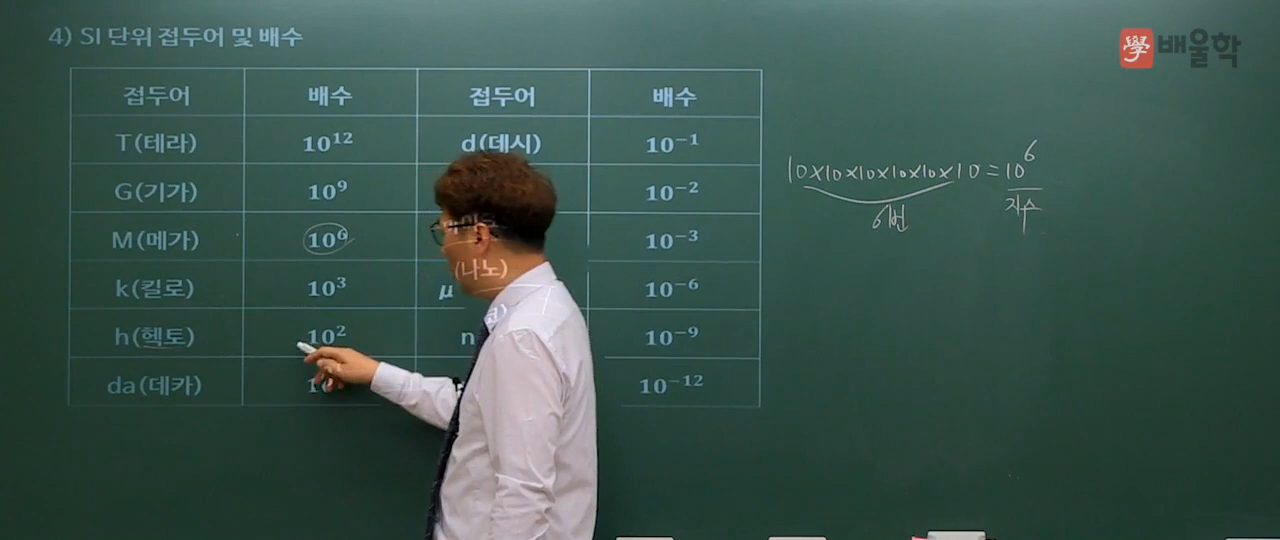 4) SI 단위 접두어 및 배수
學 배울학
접두어 배수 접두어 배수
T(테라) 10¹² d(데시) 10⁻¹
G(기가) 10⁹ 10⁻²
M(메가) 10⁶ 10⁻³
k(킬로) 10³ μ (나노) 10⁻⁶
h(헥토) 10² n 10⁻⁹
da(데카) 10⁻¹²
10×10×10×10×10×10=10⁶
6번 지수